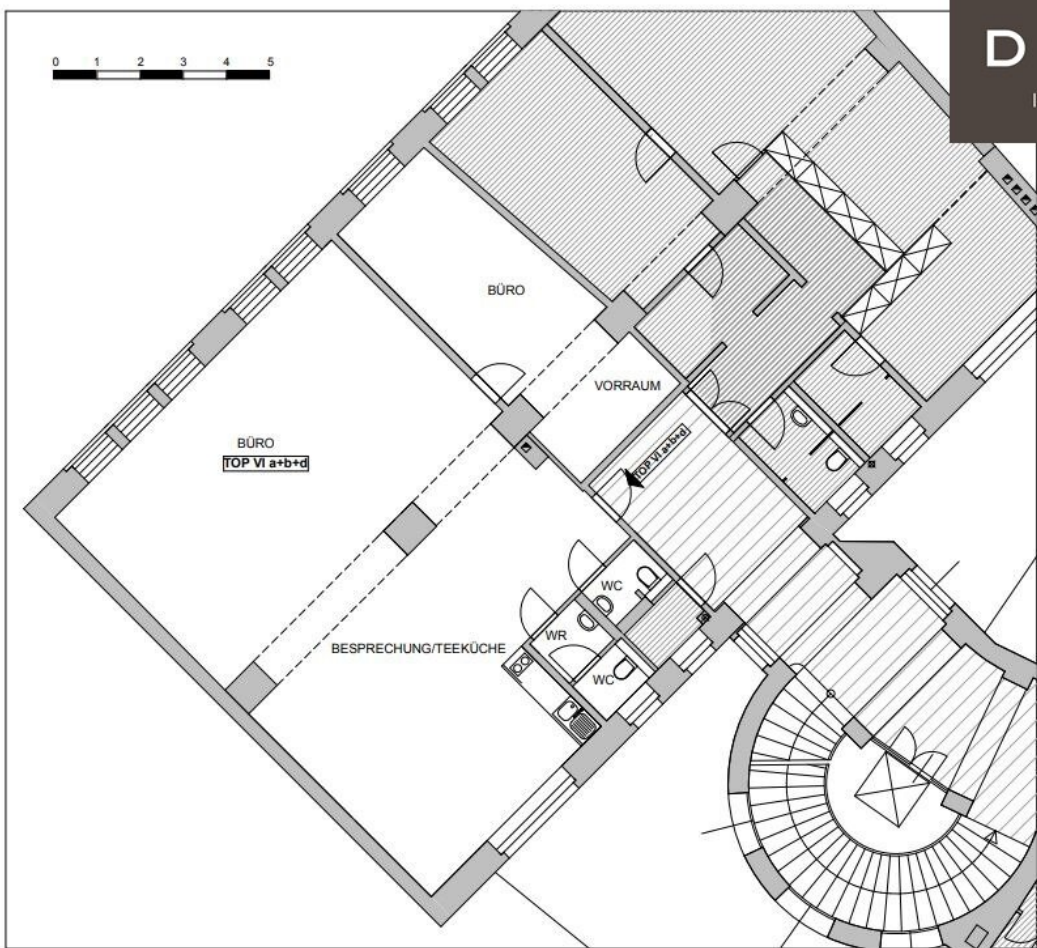 0 1 2 3 4 5
D
BÜRO
VORRAUM
BÜRO
TOP VI a+b+d
TOP VI a+b+d
WC
WR
BESPRECHUNG/TEEKÜCHE
WC